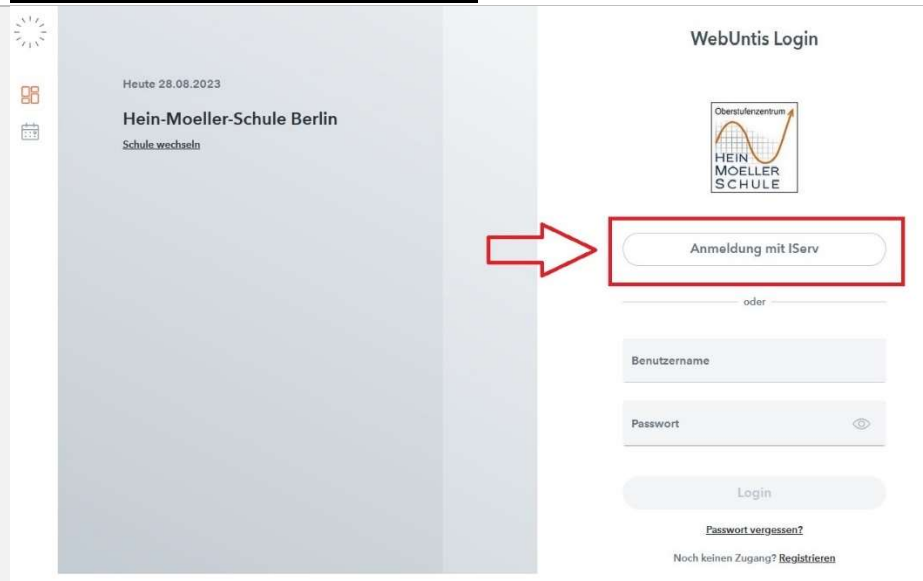 Heute 28.08.2023
Hein-Moeller-Schule Berlin
Schule wechseln
WebUntis Login
Oberstufenzentrum
HEIN
MOELLER
SCHULE
Anmeldung mit IServ
oder
Benutzername
Passwort
Login
Passwort vergessen?
Noch keinen Zugang? Registrieren